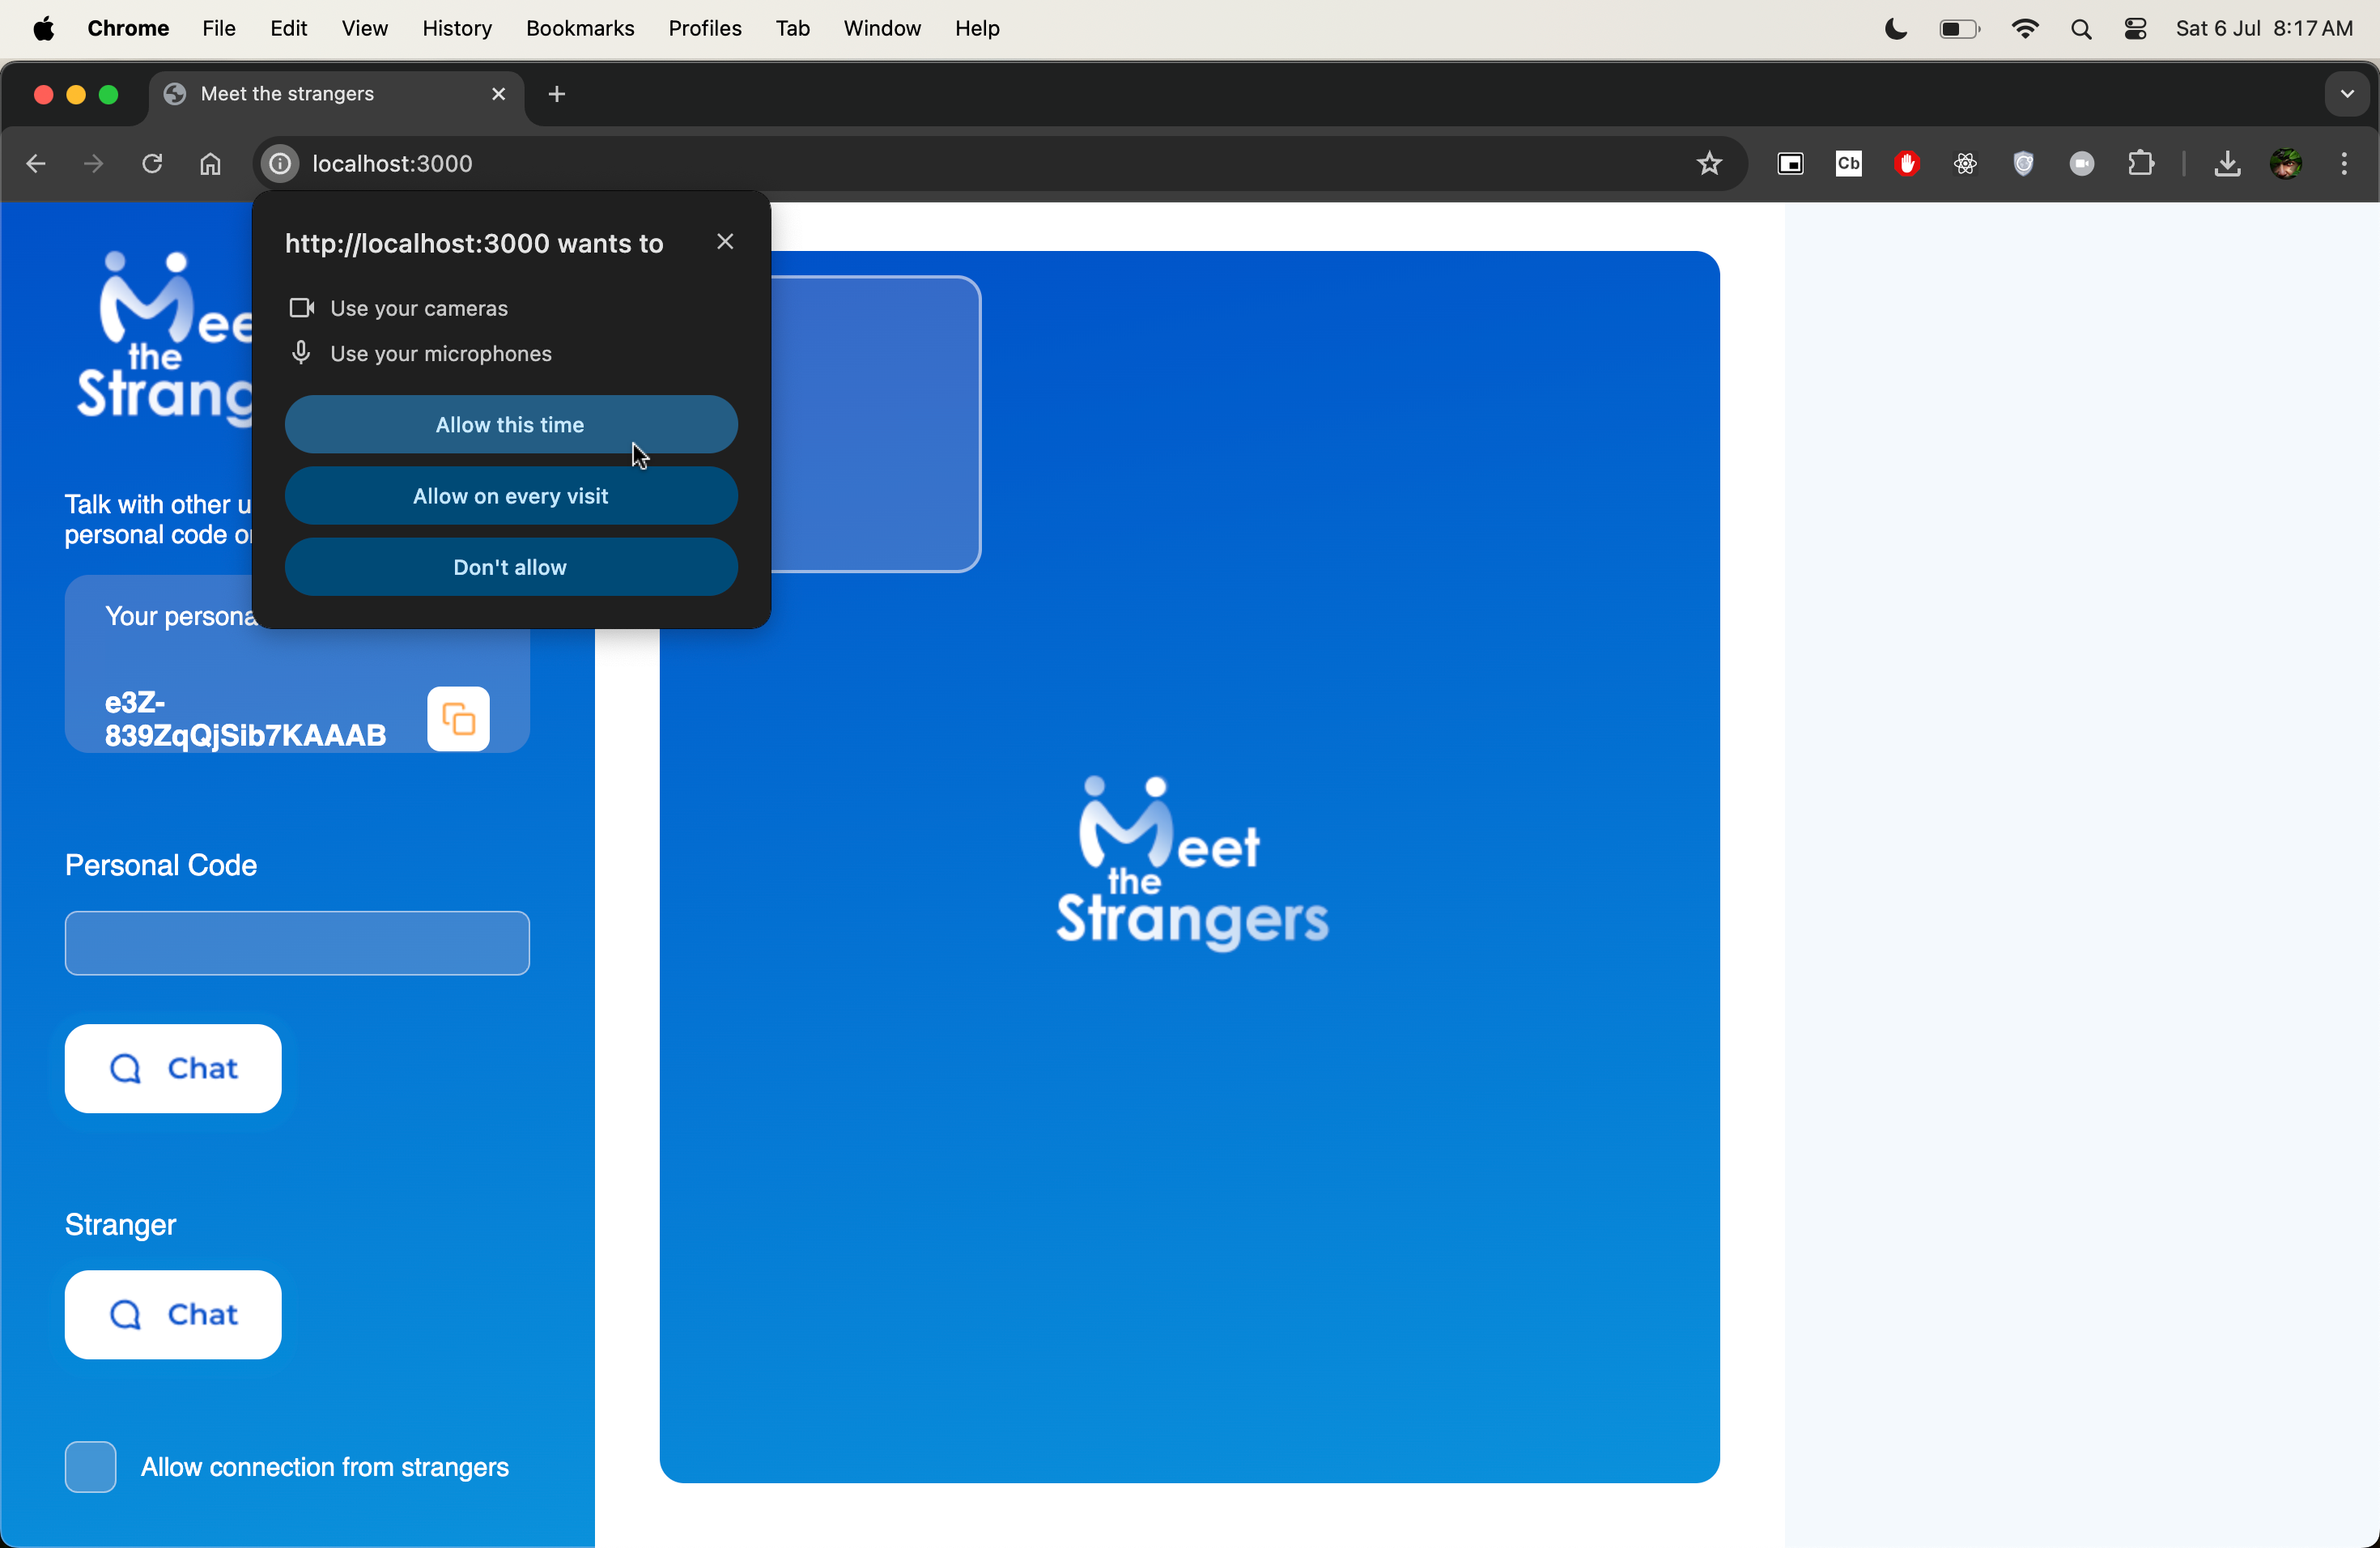 Chrome File Edit View History Bookmarks Profiles Tab Window Help Sat 6 Jul 8:17 AM
Meet the strangers
localhost:3000
Cb
http://localhost:3000 wants to
Use your cameras
Use your microphones
Allow this time
Allow on every visit
Don't allow
Mee
the
Strang
Talk with other u
personal code o
Your persona
e3Z-
839ZqQjSib7KAAAB
Personal Code
Chat
Stranger
Chat
Allow connection from strangers
Meet
the
Strangers